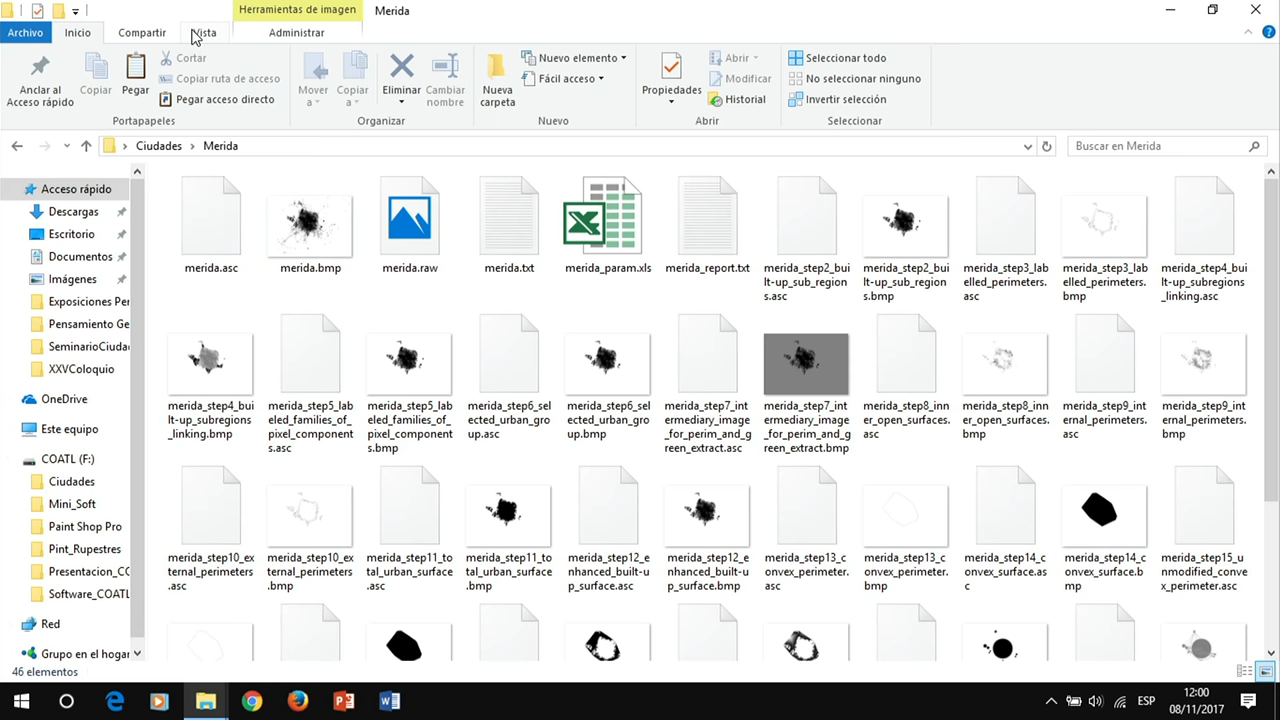 Herramientas de imagen
Merida
Archivo
Inicio
Compartir
Vista
Administrar
Anclar al
Acceso rápido
Copiar
Pegar
Cortar
Copiar ruta de acceso
Pegar acceso directo
Portapapeles
Mover
a
Copiar
a
Eliminar
Cambiar
nombre
Organizar
Nueva
carpeta
Nuevo elemento
Fácil acceso
Nuevo
Propiedades
Abrir
Modificar
Historial
Abrir
Seleccionar todo
No seleccionar ninguno
Invertir selección
Seleccionar
Ciudades
Merida
Buscar en Merida
Acceso rápido
Descargas
Escritorio
Documentos
Imágenes
Exposiciones Per
Pensamiento Ge
SeminarioCiuda
XXVColoquio
OneDrive
Este equipo
COATL (F:)
Ciudades
Mini_Soft
Paint Shop Pro
Pint_Rupestres
Presentacion_CO
Software_COATL
Red
Grupo en el hogar
merida.asc
merida.bmp
merida.raw
merida.txt
merida_param.xls
merida_report.txt
merida_step2_bui
lt-up_sub_region
s.asc
merida_step2_bui
lt-up_sub_region
s.bmp
merida_step3_lab
elled_perimeters.
asc
merida_step3_lab
elled_perimeters.
bmp
merida_step4_bui
lt-up_subregions
_linking.asc
merida_step4_bui
lt-up_subregions
_linking.bmp
merida_step5_lab
eled_families_of_
pixel_component
s.asc
merida_step5_lab
eled_families_of_
pixel_component
s.bmp
merida_step6_sel
ected_urban_gro
up.asc
merida_step6_sel
ected_urban_gro
up.bmp
merida_step7_int
ermediary_image
_for_perim_and_g
reen_extract.asc
merida_step7_int
ermediary_image
_for_perim_and_g
reen_extract.bmp
merida_step8_inn
er_open_surfaces.
asc
merida_step8_inn
er_open_surfaces.
bmp
merida_step9_int
ernal_perimeters.
asc
merida_step9_int
ernal_perimeters.
bmp
merida_step10_ex
ternal_perimeters
.asc
merida_step10_ex
ternal_perimeters
.bmp
merida_step11_to
tal_urban_surface
.asc
merida_step11_to
tal_urban_surface
.bmp
merida_step12_e
nhanced_built-u
p_surface.asc
merida_step12_e
nhanced_built-u
p_surface.bmp
merida_step13_c
onvex_perimeter.
asc
merida_step13_c
onvex_perimeter.
bmp
merida_step14_c
onvex_surface.as
c
merida_step14_c
onvex_surface.b
mp
merida_step15_u
nmodified_conve
x_perimeter.asc
46 elementos
ESP
12:00
08/11/2017